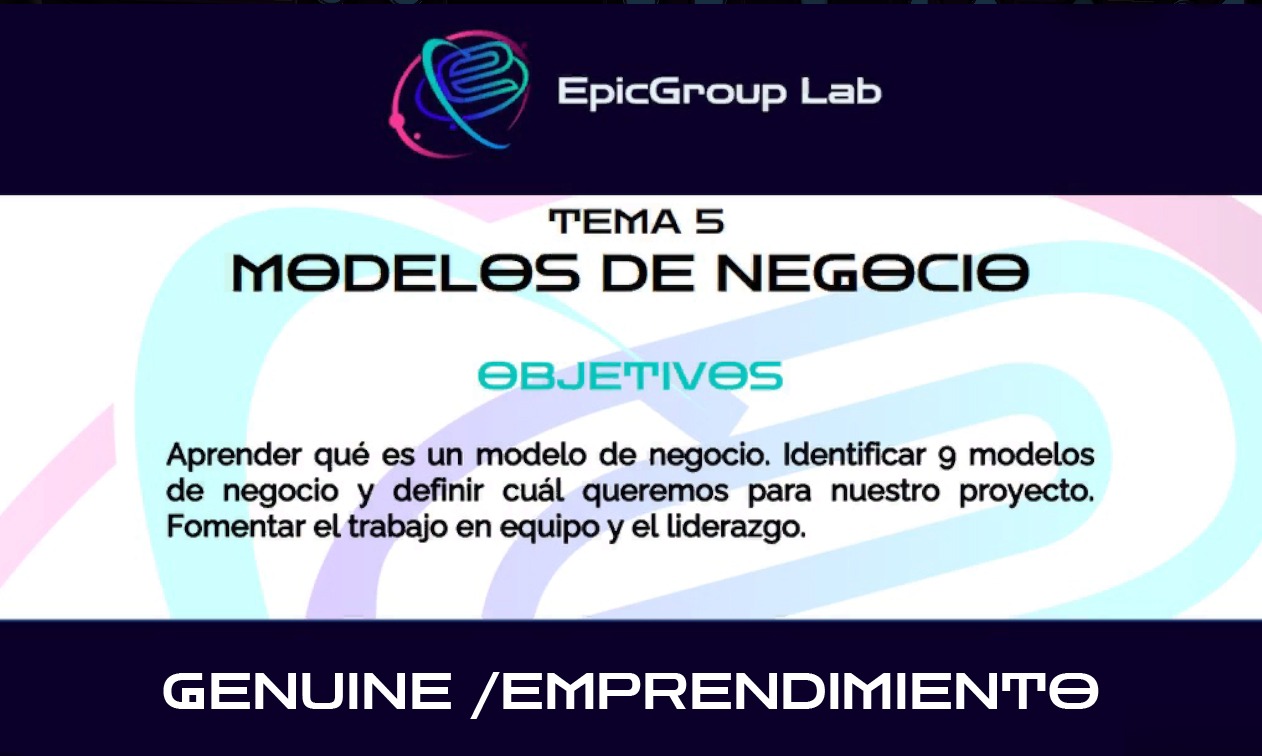 EpicGroup Lab
TEMA 5
MODELOS DE NEGOCIO
OBJETIVOS
Aprender qué es un modelo de negocio. Identificar 9 modelos
de negocio y definir cuál queremos para nuestro proyecto.
Fomentar el trabajo en equipo y el liderazgo.
GENUINE /EMPRENDIMIENTO